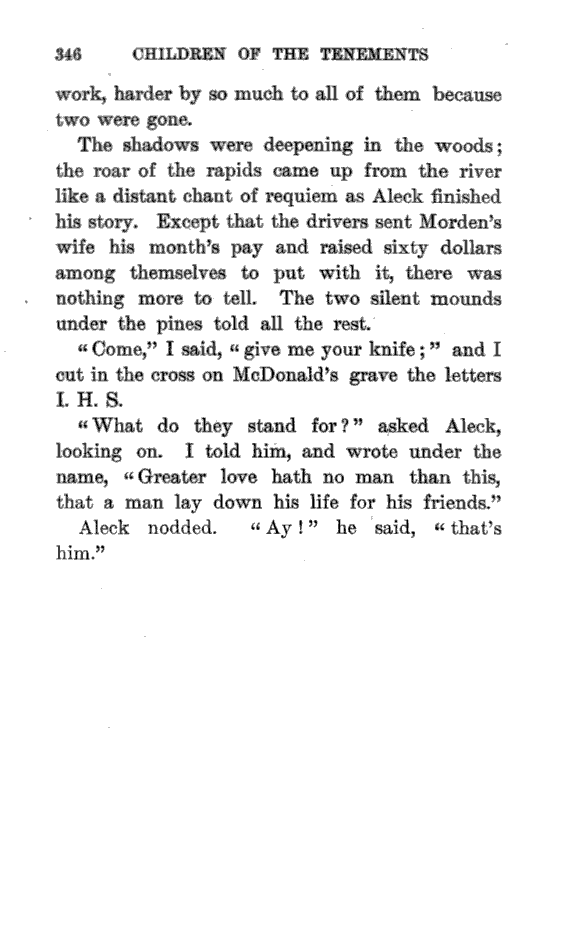 346 CHILDREN OF THE TENEMENTS
work, harder by so much to all of them because
two were gone.
The shadows were deepening in the woods;
the roar of the rapids came up from the river
like a distant chant of requiem as Aleck finished
his story. Except that the drivers sent Morden's
wife his month's pay and raised sixty dollars
among themselves to put with it, there was
nothing more to tell. The two silent mounds
under the pines told all the rest.
"Come," I said, "give me your knife;" and I
cut in the cross on McDonald's grave the letters
I. H. S.
"What do they stand for?" asked Aleck,
looking on. I told him, and wrote under the
name, "Greater love hath no man than this,
that a man lay down his life for his friends."
Aleck nodded. "Ay!" he said, "that's
him."